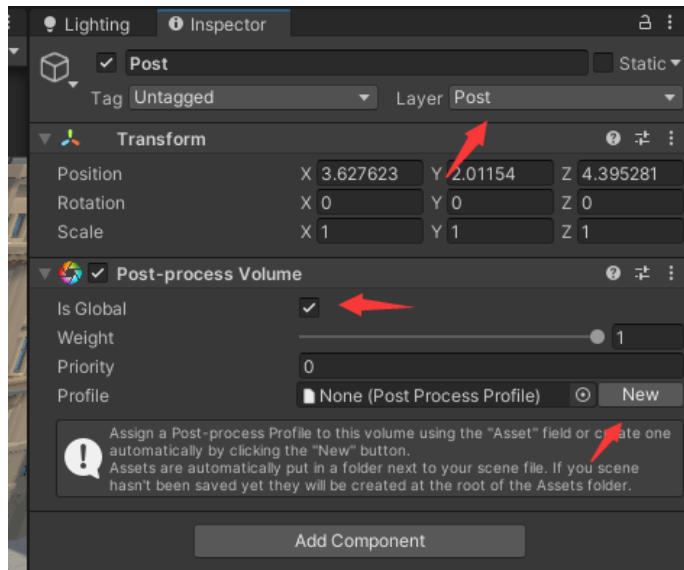 Lighting Inspector
Post Static
Tag Untagged Layer Post
Transform
Position X 3.627623 Y 2.01154 Z 4.395281
Rotation X 0 Y 0 Z 0
Scale X 1 Y 1 Z 1
Post-process Volume
Is Global
Weight 1
Priority 0
Profile None (Post Process Profile) New
Assign a Post-process Profile to this volume using the "Asset" field or create one
automatically by clicking the "New" button.
Assets are automatically put in a folder next to your scene file. If you scene
hasn't been saved yet they will be created at the root of the Assets folder.
Add Component